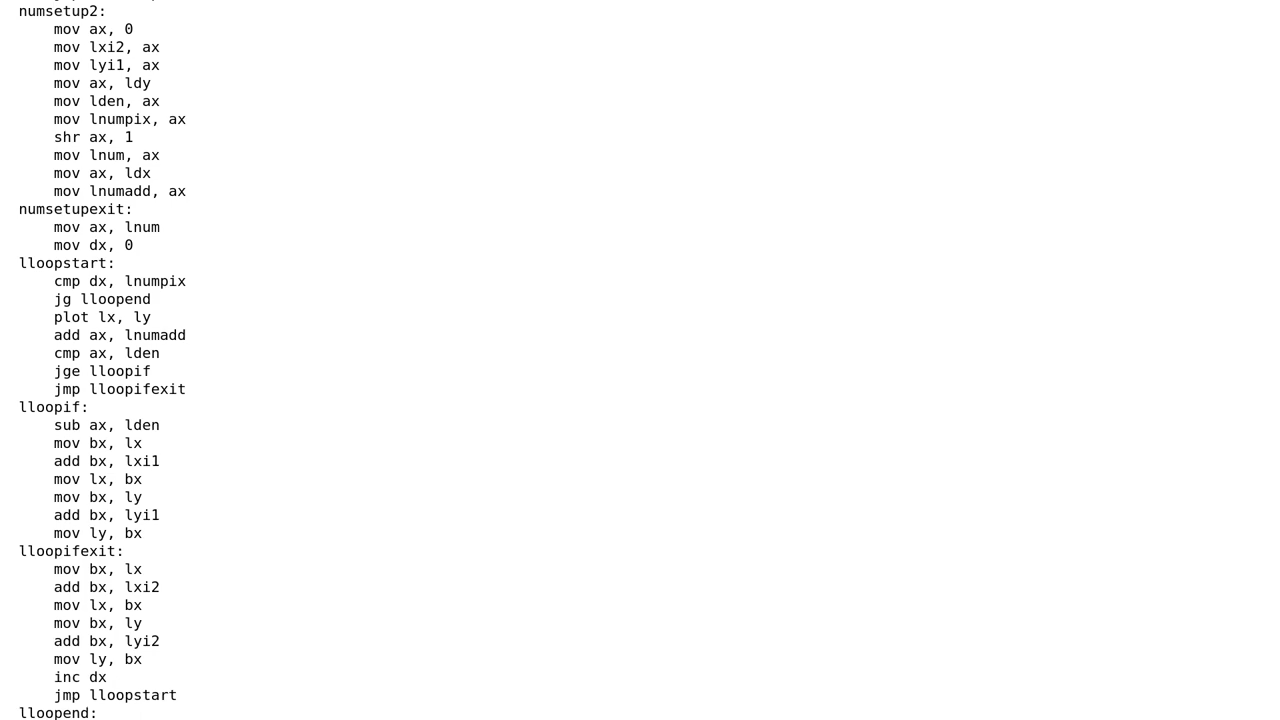 numsetup2:
    mov ax, 0
    mov lxi2, ax
    mov lyi1, ax
    mov ax, ldy
    mov lden, ax
    mov lnumpix, ax
    shr ax, 1
    mov lnum, ax
    mov ax, ldx
    mov lnumadd, ax
numsetupexit:
    mov ax, lnum
    mov dx, 0
lloopstart:
    cmp dx, lnumpix
    jg lloopend
    plot lx, ly
    add ax, lnumadd
    cmp ax, lden
    jge lloopif
    jmp lloopifexit
lloopif:
    sub ax, lden
    mov bx, lx
    add bx, lxi1
    mov lx, bx
    mov bx, ly
    add bx, lyi1
    mov ly, bx
lloopifexit:
    mov bx, lx
    add bx, lxi2
    mov lx, bx
    mov bx, ly
    add bx, lyi2
    mov ly, bx
    inc dx
    jmp lloopstart
lloopend: